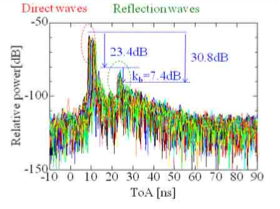 Direct waves Reflection waves
-50
23.4dB
30.8dB
kh=7.4dB
-100
-150
Relative power[dB]
-10 0 10 20 30 40 50 60 70 80 90
ToA [ns]